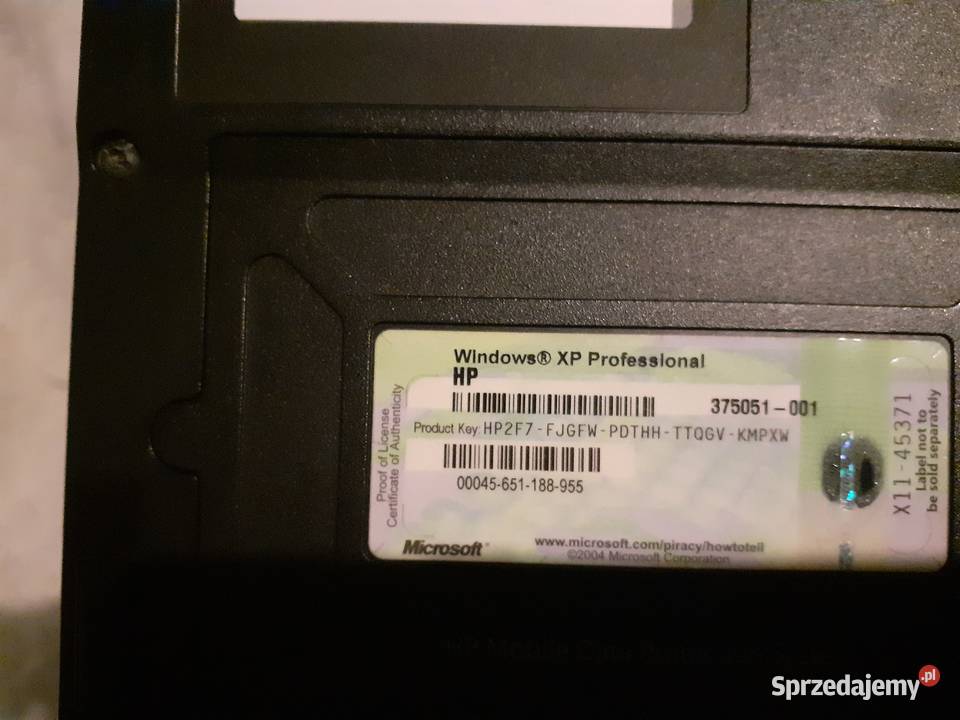 Windows® XP Professional
HP
375051-001
Product Key: HP2F7-FJGFW-PDTHH-TTQGV-KMPXW
00045-651-188-955
Proof of License
Certificate of Authenticity
X11-45371
Label not to
be sold separately
Microsoft®
www.microsoft.com/piracy/howtotell
©2004 Microsoft Corporation
Sprzedajemy.pl